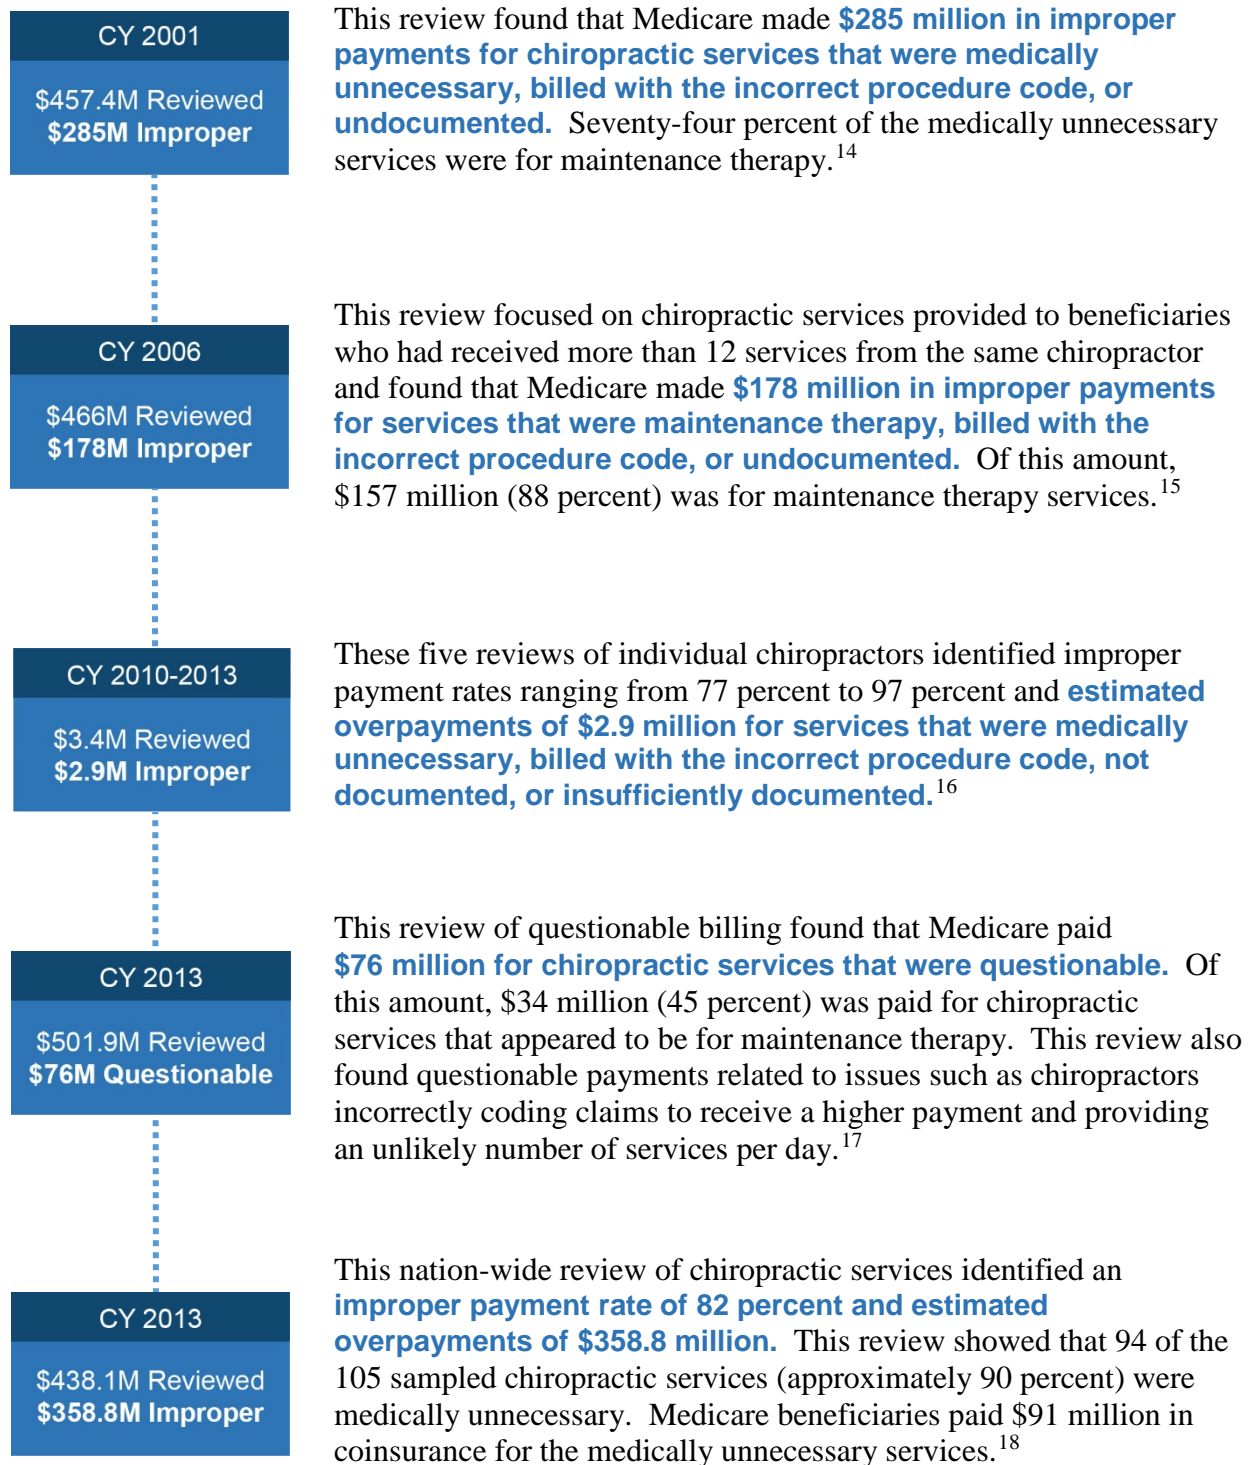 CY 2001
$457.4M Reviewed
$285M Improper
This review found that Medicare made $285 million in improper
payments for chiropractic services that were medically
unnecessary, billed with the incorrect procedure code, or
undocumented. Seventy-four percent of the medically unnecessary
services were for maintenance therapy.14
CY 2006
$466M Reviewed
$178M Improper
This review focused on chiropractic services provided to beneficiaries
who had received more than 12 services from the same chiropractor
and found that Medicare made $178 million in improper payments
for services that were maintenance therapy, billed with the
incorrect procedure code, or undocumented. Of this amount,
$157 million (88 percent) was for maintenance therapy services.15
CY 2010-2013
$3.4M Reviewed
$2.9M Improper
These five reviews of individual chiropractors identified improper
payment rates ranging from 77 percent to 97 percent and estimated
overpayments of $2.9 million for services that were medically
unnecessary, billed with the incorrect procedure code, not
documented, or insufficiently documented.16
CY 2013
$501.9M Reviewed
$76M Questionable
This review of questionable billing found that Medicare paid
$76 million for chiropractic services that were questionable. Of
this amount, $34 million (45 percent) was paid for chiropractic
services that appeared to be for maintenance therapy. This review also
found questionable payments related to issues such as chiropractors
incorrectly coding claims to receive a higher payment and providing
an unlikely number of services per day.17
CY 2013
$438.1M Reviewed
$358.8M Improper
This nation-wide review of chiropractic services identified an
improper payment rate of 82 percent and estimated
overpayments of $358.8 million. This review showed that 94 of the
105 sampled chiropractic services (approximately 90 percent) were
medically unnecessary. Medicare beneficiaries paid $91 million in
coinsurance for the medically unnecessary services.18